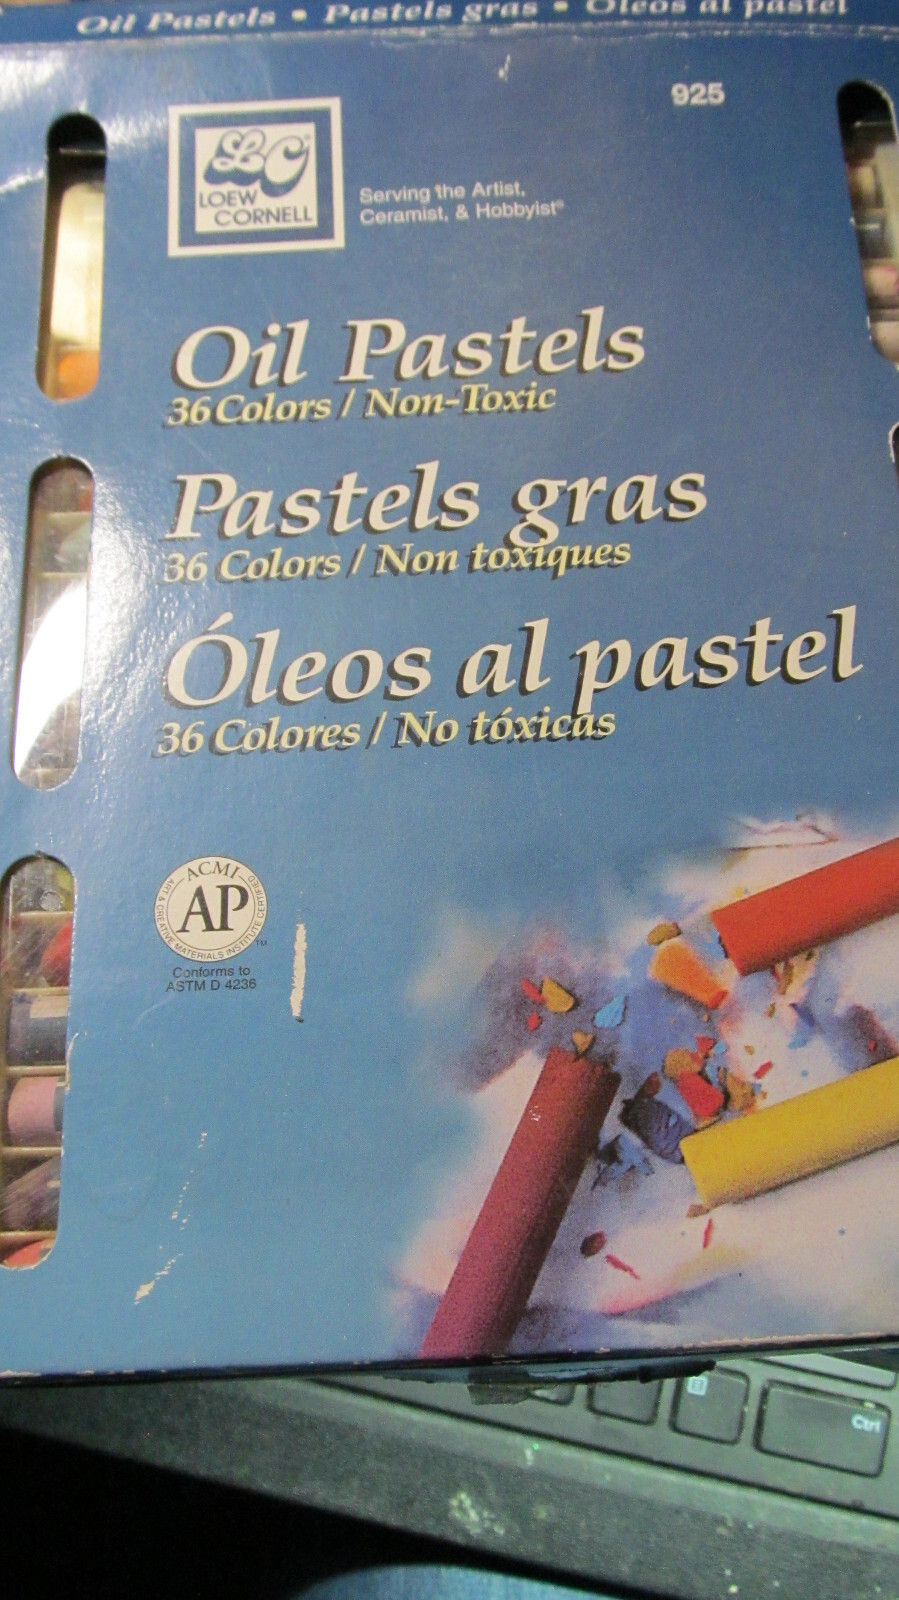 Oil Pastels • Pastels gras • Óleos al pastel
925
LC
LOEW
CORNELL
Serving the Artist,
Ceramist, & Hobbyist®
Oil Pastels
36 Colors / Non-Toxic
Pastels gras
36 Colors / Non toxiques
Óleos al pastel
36 Colores / No tóxicas
ACMI
AP
ART & CREATIVE MATERIALS INSTITUTE CERTIFIED
TM
Conforms to
ASTM D 4236
Ctrl